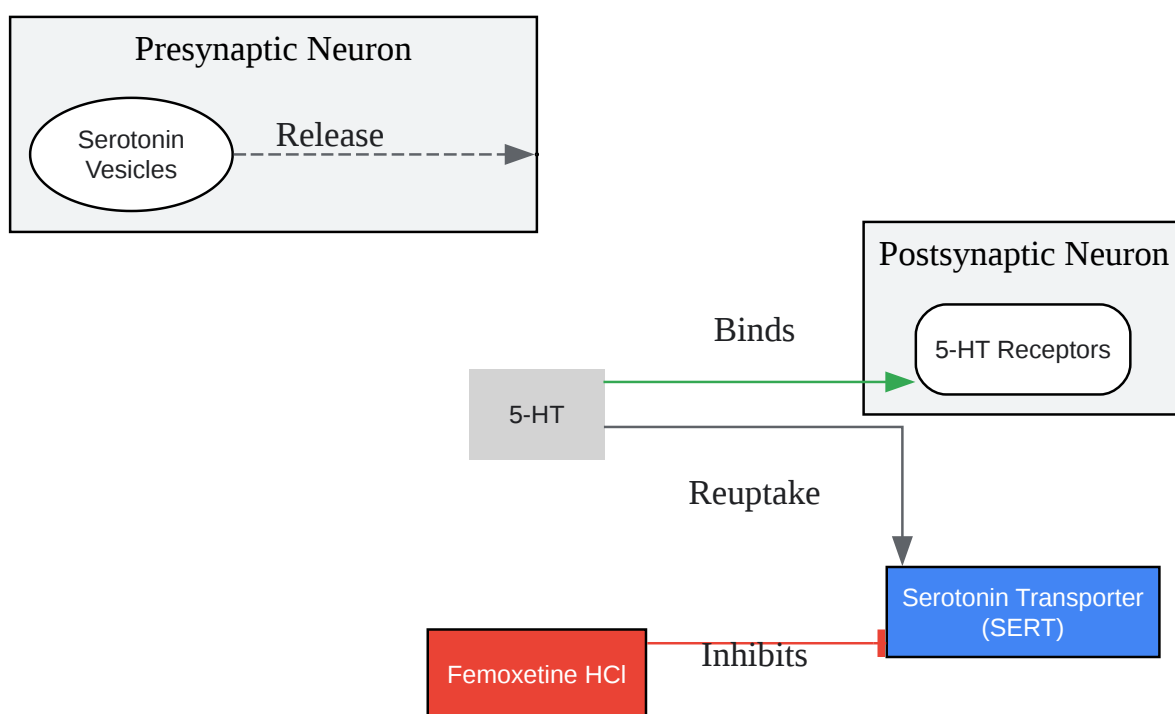 Presynaptic Neuron
Release
Serotonin
Vesicles
Postsynaptic Neuron
Binds
5-HT Receptors
5-HT
Reuptake
Serotonin Transporter
(SERT)
Inhibits
Femoxetine HCl